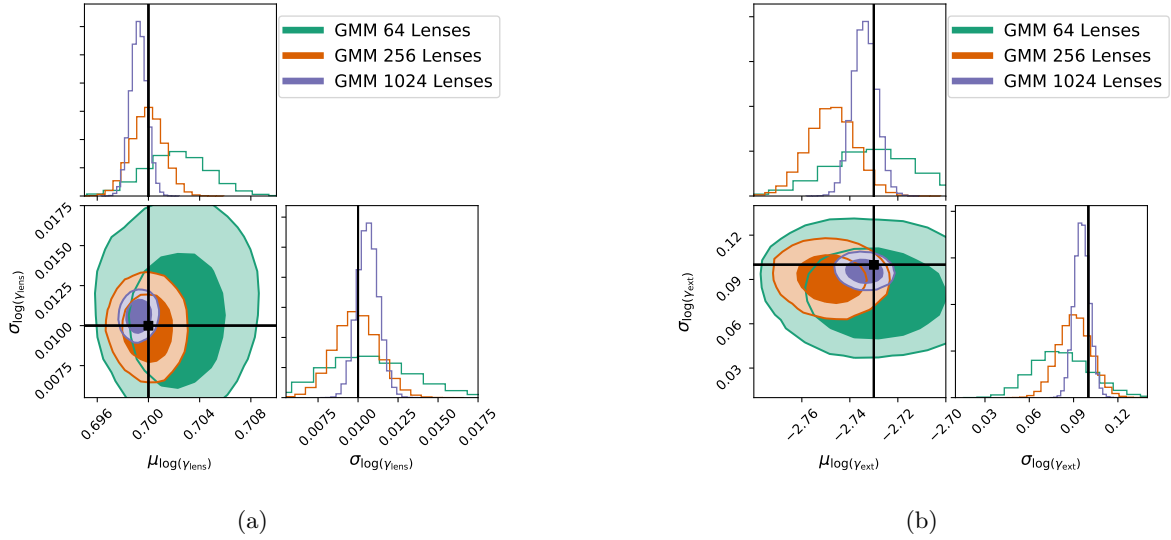 GMM 64 Lenses
GMM 256 Lenses
GMM 1024 Lenses
0.0175
0.0150
0.0125
0.0100
0.0075
σlog(γlens)
0.696
0.700
0.704
0.708
μlog(γlens)
0.0075
0.0100
0.0125
0.0150
0.0175
σlog(γlens)
(a)
GMM 64 Lenses
GMM 256 Lenses
GMM 1024 Lenses
0.12
0.09
0.06
0.03
σlog(γext)
−2.76
−2.74
−2.72
−2.70
μlog(γext)
0.03
0.06
0.09
0.12
σlog(γext)
(b)